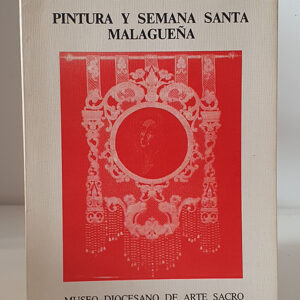 PINTURA Y SEMANA SANTA
MALAGUEÑA
MUSEO DIOCESANO DE ARTE SACRO